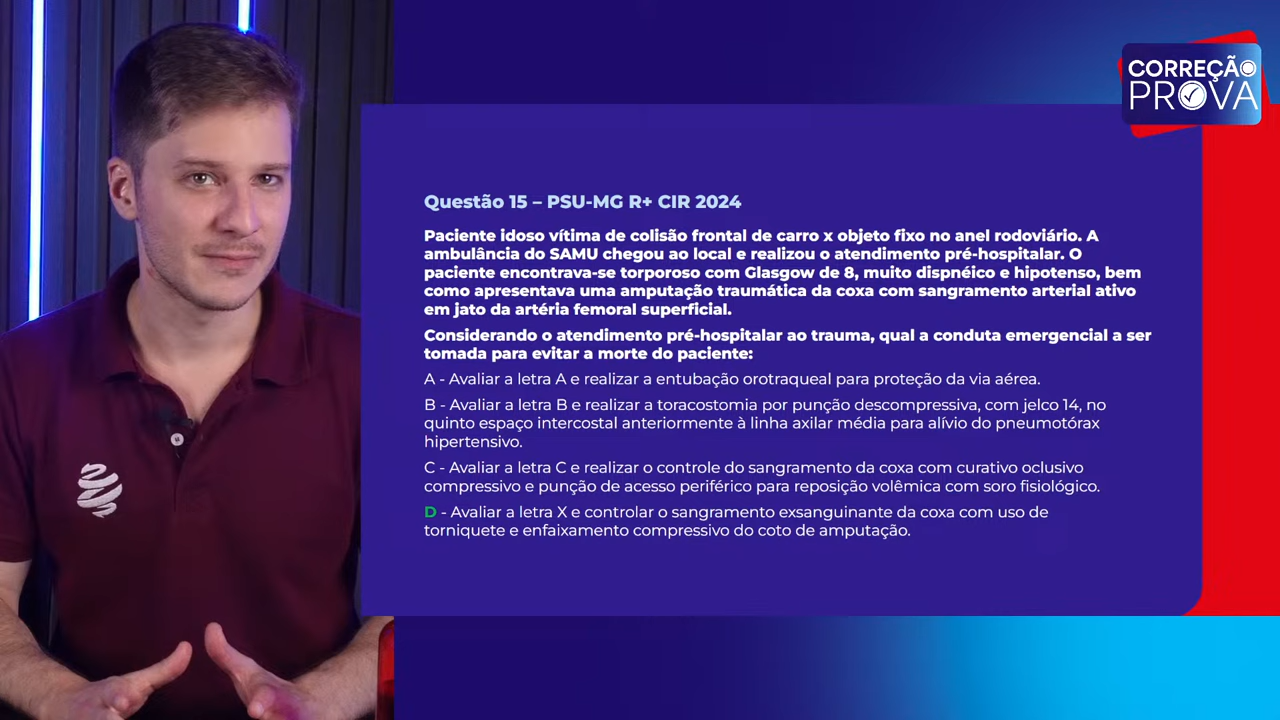 CORREÇÃO
PROVA
Questão 15 – PSU-MG R+ CIR 2024
Paciente idoso vítima de colisão frontal de carro x objeto fixo no anel rodoviário. A
ambulância do SAMU chegou ao local e realizou o atendimento pré-hospitalar. O
paciente encontrava-se torporoso com Glasgow de 8, muito dispnéico e hipotenso, bem
como apresentava uma amputação traumática da coxa com sangramento arterial ativo
em jato da artéria femoral superficial.
Considerando o atendimento pré-hospitalar ao trauma, qual a conduta emergencial a ser
tomada para evitar a morte do paciente:
A - Avaliar a letra A e realizar a entubação orotraqueal para proteção da via aérea.
B - Avaliar a letra B e realizar a toracostomia por punção descompressiva, com jelco 14, no
quinto espaço intercostal anteriormente à linha axilar média para alívio do pneumotórax
hipertensivo.
C - Avaliar a letra C e realizar o controle do sangramento da coxa com curativo oclusivo
compressivo e punção de acesso periférico para reposição volêmica com soro fisiológico.
D - Avaliar a letra X e controlar o sangramento exsanguinante da coxa com uso de
torniquete e enfaixamento compressivo do coto de amputação.